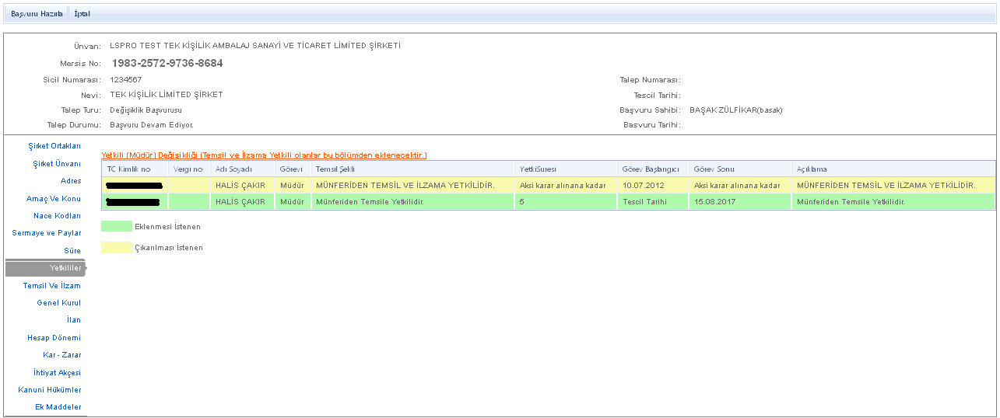 Başvuru Hazırla İptal
Ünvan: LSPRO TEST TEK KİŞİLİK AMBALAJ SANAYİ VE TİCARET LİMİTED ŞİRKETİ
Mersis No: 1983-2572-9736-8684
Sicil Numarası: 1234567 Talep Numarası:
Nevi: TEK KİŞİLİK LİMİTED ŞİRKET Tescil Tarihi:
Talep Turu: Değişiklik Başvurusu Başvuru Sahibi: BAŞAK ZÜLFİKAR(basak)
Talep Durumu: Başvuru Devam Ediyor. Basvuru Tarihi:
Şirket Ortakları
Şirket Ünvanı
Adres
Amaç Ve Konu
Nace Kodları
Sermaye ve Paylar
Süre
Yetkililer
Temsil Ve İlzam
Genel Kurul
İlan
Hesap Dönemi
Kar - Zarar
İhtiyat Akçesi
Kanuni Hükümler
Ek Maddeler
Yetkili (Müdür) Değişikliği (Temsil ve İlzama Yetkili olanlar bu bölümden eklenecektir.)
TC Kimlik no Vergi no Adı Soyadı Görevi Temsil Şekli YetkiSuresi Görev Başlangıcı Görev Sonu Açıklama
HALİS ÇAKIR Müdür MÜNFERİDEN TEMSİL VE İLZAMA YETKİLİDİR. Aksi karar alınana kadar 10.07.2012 Aksi karar alınana kadar MÜNFERİDEN TEMSİL VE İLZAMA YETKİLİDİR.
HALİS ÇAKIR Müdür Münferiden Temsile Yetkilidir. 5 Tescil Tarihi 15.08.2017 Münferiden Temsile Yetkilidir.
Eklenmesi İstenen
Çıkarılması İstenen